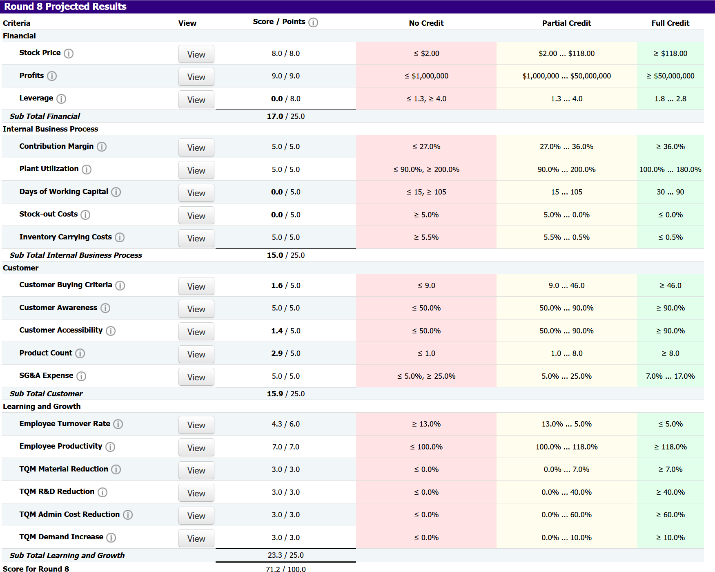 Round 8 Projected Results
Criteria View Score / Points i No Credit Partial Credit Full Credit
Financial
Stock Price i View 8.0 / 8.0 ≤ $2.00 $2.00 ... $118.00 ≥ $118.00
Profits i View 9.0 / 9.0 ≤ $1,000,000 $1,000,000 ... $50,000,000 ≥ $50,000,000
Leverage i View 0.0 / 8.0 ≤ 1.3, ≥ 4.0 1.3 ... 4.0 1.8 ... 2.8
Sub Total Financial 17.0 / 25.0
Internal Business Process
Contribution Margin i View 5.0 / 5.0 ≤ 27.0% 27.0% ... 36.0% ≥ 36.0%
Plant Utilization i View 5.0 / 5.0 ≤ 90.0%, ≥ 200.0% 90.0% ... 200.0% 100.0% ... 180.0%
Days of Working Capital i View 0.0 / 5.0 ≤ 15, ≥ 105 15 ... 105 30 ... 90
Stock-out Costs i View 0.0 / 5.0 ≥ 5.0% 5.0% ... 0.0% ≤ 0.0%
Inventory Carrying Costs i View 5.0 / 5.0 ≥ 5.5% 5.5% ... 0.5% ≤ 0.5%
Sub Total Internal Business Process 15.0 / 25.0
Customer
Customer Buying Criteria i View 1.6 / 5.0 ≤ 9.0 9.0 ... 46.0 ≥ 46.0
Customer Awareness i View 5.0 / 5.0 ≤ 50.0% 50.0% ... 90.0% ≥ 90.0%
Customer Accessibility i View 1.4 / 5.0 ≤ 50.0% 50.0% ... 90.0% ≥ 90.0%
Product Count i View 2.9 / 5.0 ≤ 1.0 1.0 ... 8.0 ≥ 8.0
SG&A Expense i View 5.0 / 5.0 ≤ 5.0%, ≥ 25.0% 5.0% ... 25.0% 7.0% ... 17.0%
Sub Total Customer 15.9 / 25.0
Learning and Growth
Employee Turnover Rate i View 4.3 / 6.0 ≥ 13.0% 13.0% ... 5.0% ≤ 5.0%
Employee Productivity i View 7.0 / 7.0 ≤ 100.0% 100.0% ... 118.0% ≥ 118.0%
TQM Material Reduction i View 3.0 / 3.0 ≤ 0.0% 0.0% ... 7.0% ≥ 7.0%
TQM R&D Reduction i View 3.0 / 3.0 ≤ 0.0% 0.0% ... 40.0% ≥ 40.0%
TQM Admin Cost Reduction i View 3.0 / 3.0 ≤ 0.0% 0.0% ... 60.0% ≥ 60.0%
TQM Demand Increase i View 3.0 / 3.0 ≤ 0.0% 0.0% ... 10.0% ≥ 10.0%
Sub Total Learning and Growth 23.3 / 25.0
Score for Round 8 71.2 / 100.0